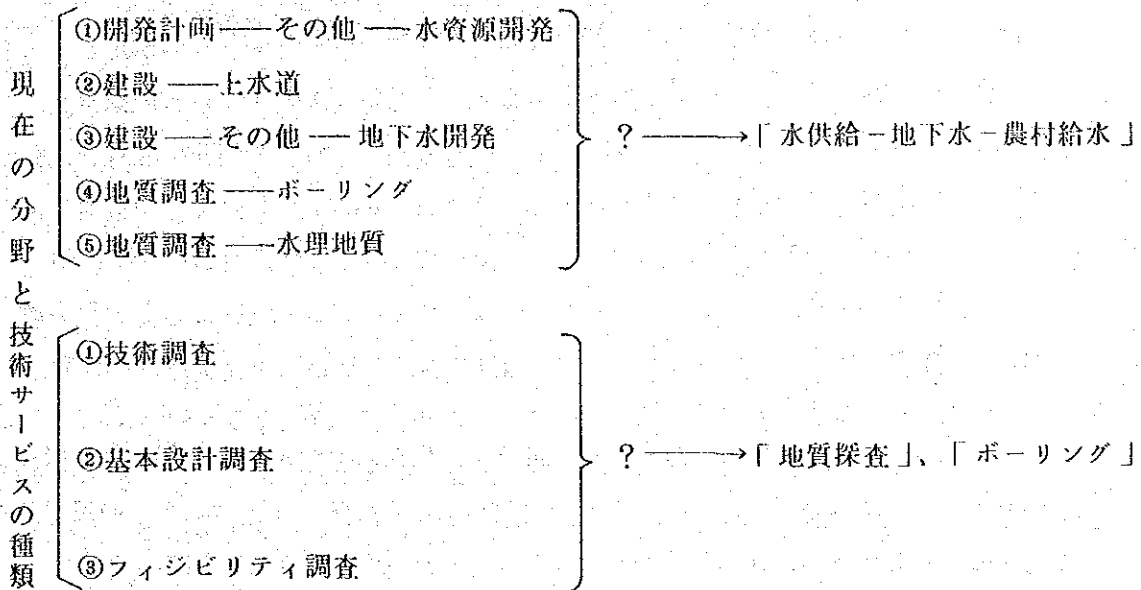 現在の分野と技術サービスの種類
①開発計画――その他――水資源開発
②建設――上水道
③建設――その他――地下水開発
④地質調査――ボーリング
⑤地質調査――水理地質
?――→「水供給-地下水-農村給水」
①技術調査
②基本設計調査
③フィジビリティ調査
?――→「地質探査」、「ボーリング」